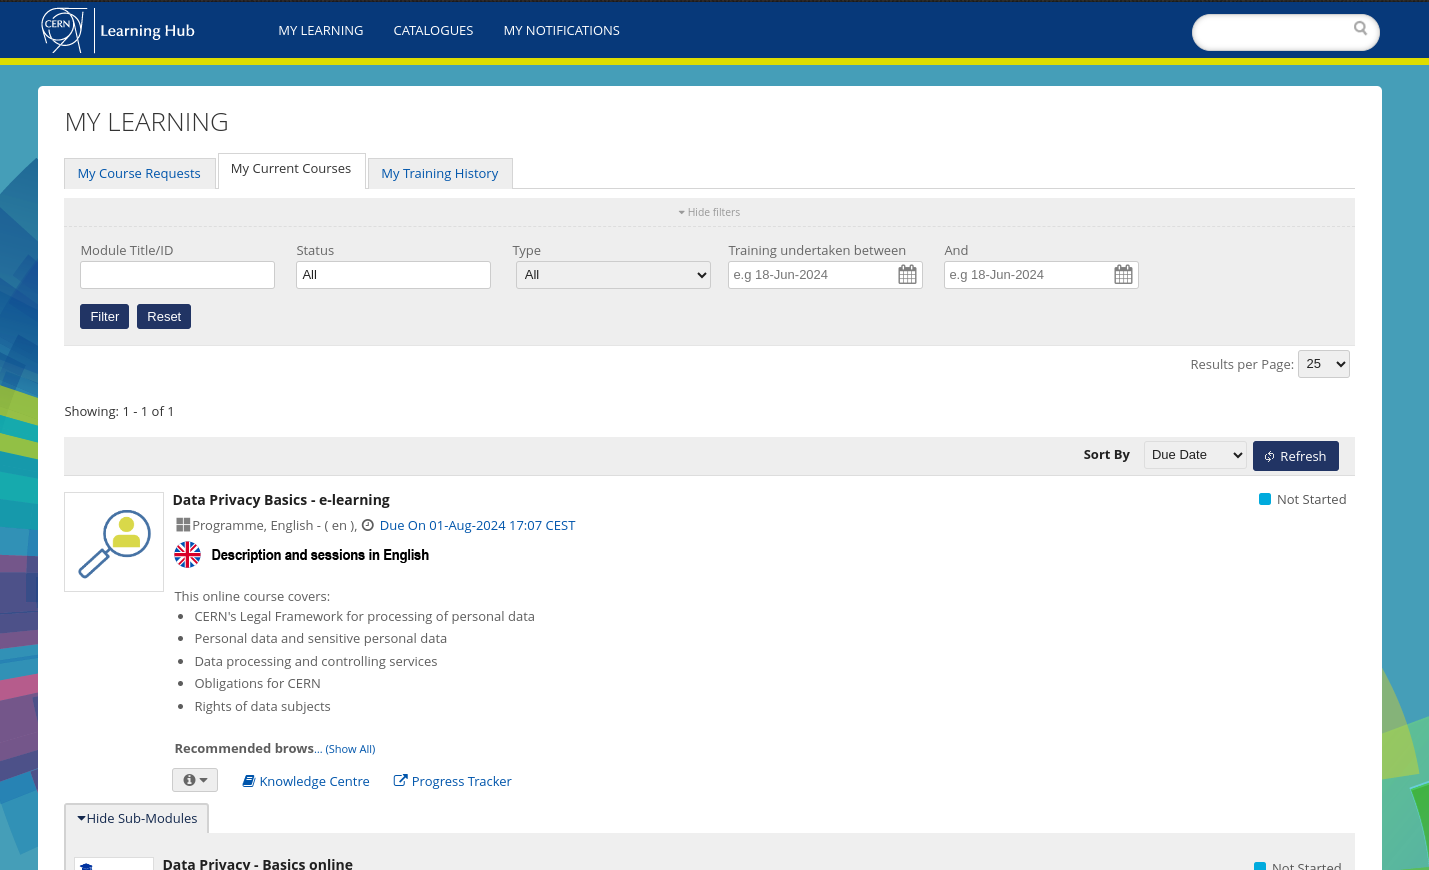 CERN Learning Hub MY LEARNING CATALOGUES MY NOTIFICATIONS
MY LEARNING
My Course Requests My Current Courses My Training History
Hide filters
Module Title/ID Status Type Training undertaken between And
All All e.g 18-Jun-2024 e.g 18-Jun-2024
Filter Reset
Results per Page: 25
Showing: 1 - 1 of 1
Sort By Due Date Refresh
Data Privacy Basics - e-learning Not Started
Programme, English - ( en ), Due On 01-Aug-2024 17:07 CEST
Description and sessions in English
This online course covers:
CERN's Legal Framework for processing of personal data
Personal data and sensitive personal data
Data processing and controlling services
Obligations for CERN
Rights of data subjects
Recommended brows... (Show All)
Knowledge Centre Progress Tracker
Hide Sub-Modules
Data Privacy - Basics online Not Started